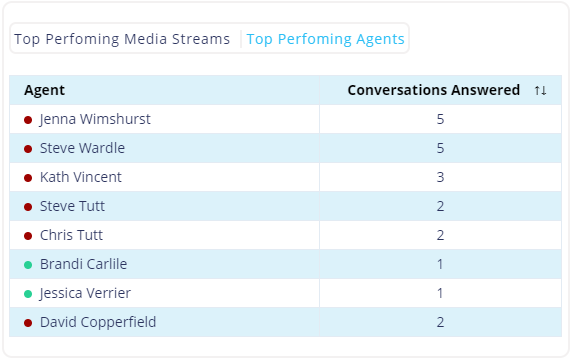 Top Perfoming Media Streams Top Perfoming Agents
Agent Conversations Answered ↑↓
Jenna Wimshurst 5
Steve Wardle 5
Kath Vincent 3
Steve Tutt 2
Chris Tutt 2
Brandi Carlile 1
Jessica Verrier 1
David Copperfield 2